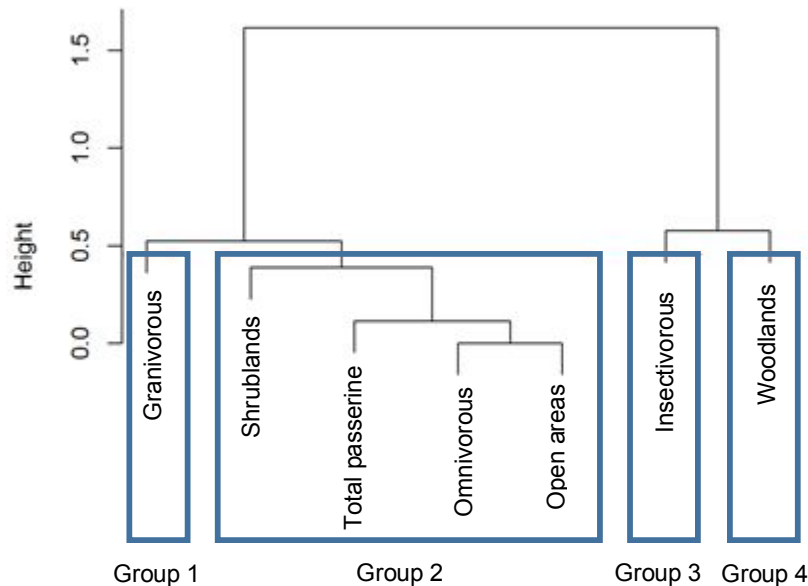 Height
1.5
1.0
0.5
0.0
Granivorous
Shrublands
Total passerine
Omnivorous
Open areas
Insectivorous
Woodlands
Group 1
Group 2
Group 3
Group 4